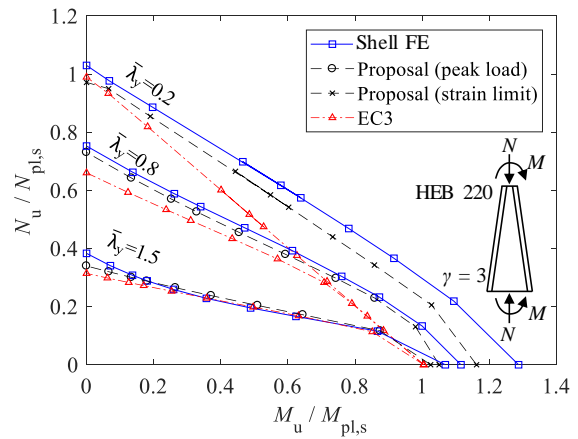 1.2
1
0.8
0.6
0.4
0.2
0
N_u / N_pl,s
0
0.2
0.4
0.6
0.8
1
1.2
1.4
M_u / M_pl,s
λ̄_y=0.2
λ̄_y=0.8
λ̄_y=1.5
Shell FE
Proposal (peak load)
Proposal (strain limit)
EC3
N
M
HEB 220
γ = 3
N
M